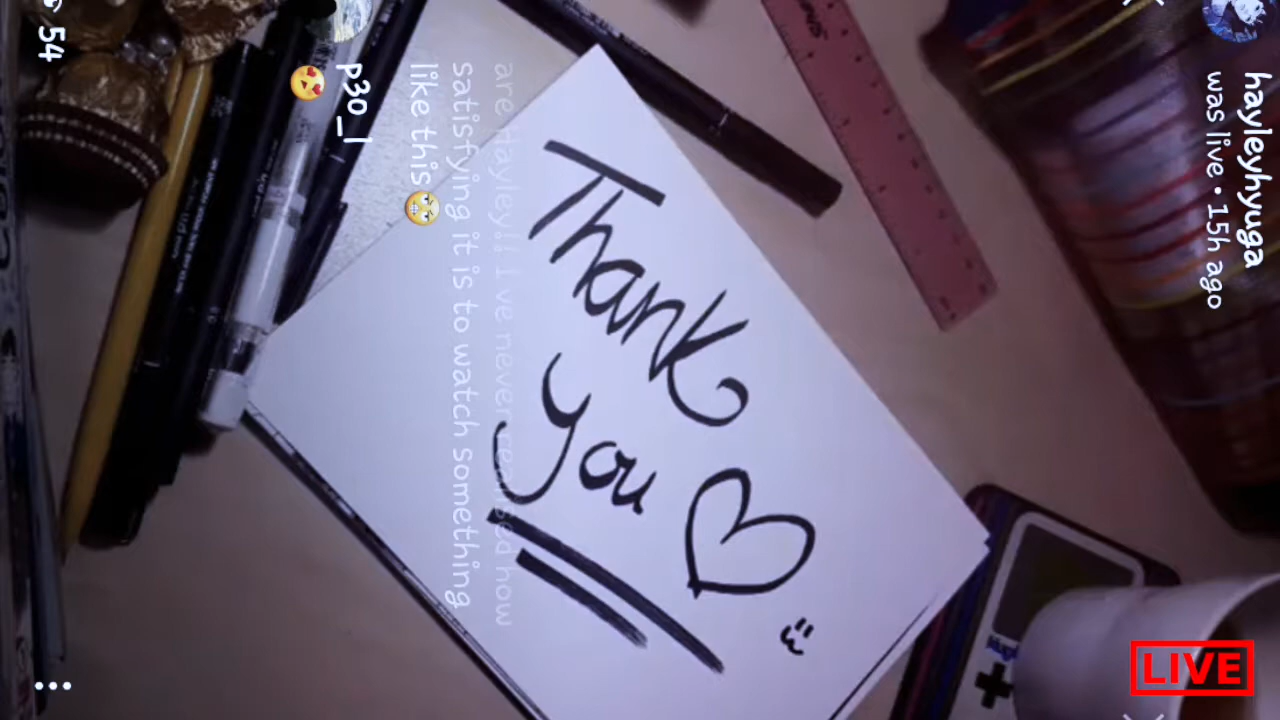 hayleyhyuga
was live • 15h ago
Thank
you
are Hayley!! I've never realised how
satisfying it is to watch something
like this😬
p30_l
😍
54
LIVE